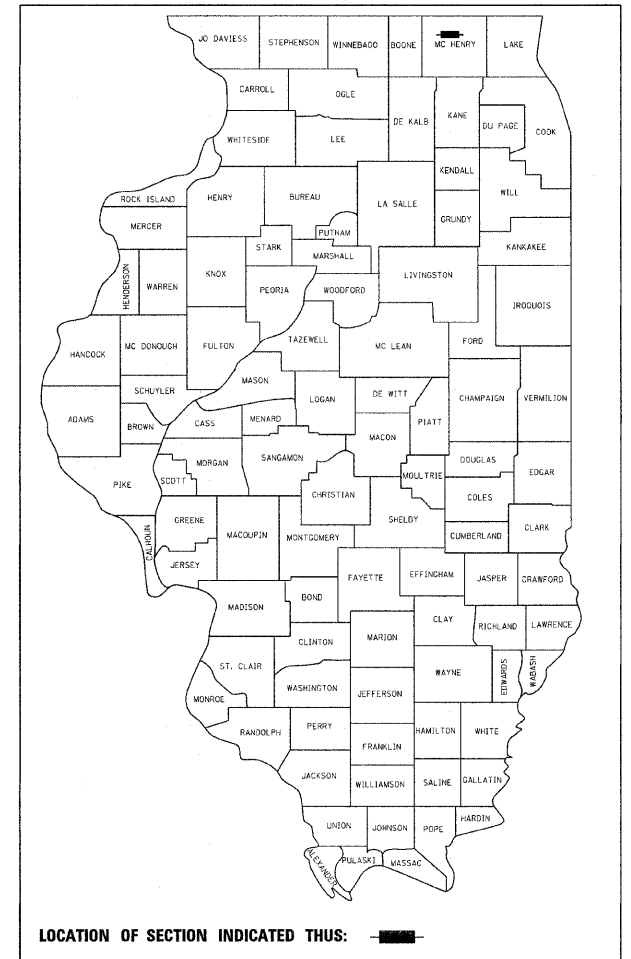 JO DAVIESS
STEPHENSON
WINNEBAGO
BOONE
MC HENRY
LAKE
CARROLL
OGLE
DE KALB
KANE
DU PAGE
COOK
WHITESIDE
LEE
KENDALL
WILL
ROCK ISLAND
HENRY
BUREAU
LA SALLE
GRUNDY
MERCER
PUTNAM
STARK
MARSHALL
KANKAKEE
HENDERSON
WARREN
KNOX
PEORIA
WOODFORD
LIVINGSTON
IROQUOIS
HANCOCK
MC DONOUGH
FULTON
TAZEWELL
MC LEAN
FORD
MASON
SCHUYLER
LOGAN
DE WITT
CHAMPAIGN
VERMILION
ADAMS
BROWN
CASS
MENARD
MACON
PIATT
MORGAN
SANGAMON
DOUGLAS
EDGAR
PIKE
SCOTT
CHRISTIAN
MOULTRIE
COLES
SHELBY
CALHOUN
GREENE
MACOUPIN
MONTGOMERY
CUMBERLAND
CLARK
JERSEY
FAYETTE
EFFINGHAM
JASPER
CRAWFORD
MADISON
BOND
CLAY
RICHLAND
LAWRENCE
CLINTON
MARION
ST. CLAIR
WAYNE
EDWARDS
WABASH
WASHINGTON
JEFFERSON
MONROE
RANDOLPH
PERRY
HAMILTON
WHITE
FRANKLIN
JACKSON
WILLIAMSON
SALINE
GALLATIN
UNION
JOHNSON
POPE
HARDIN
ALEXANDER
PULASKI
MASSAC
LOCATION OF SECTION INDICATED THUS: